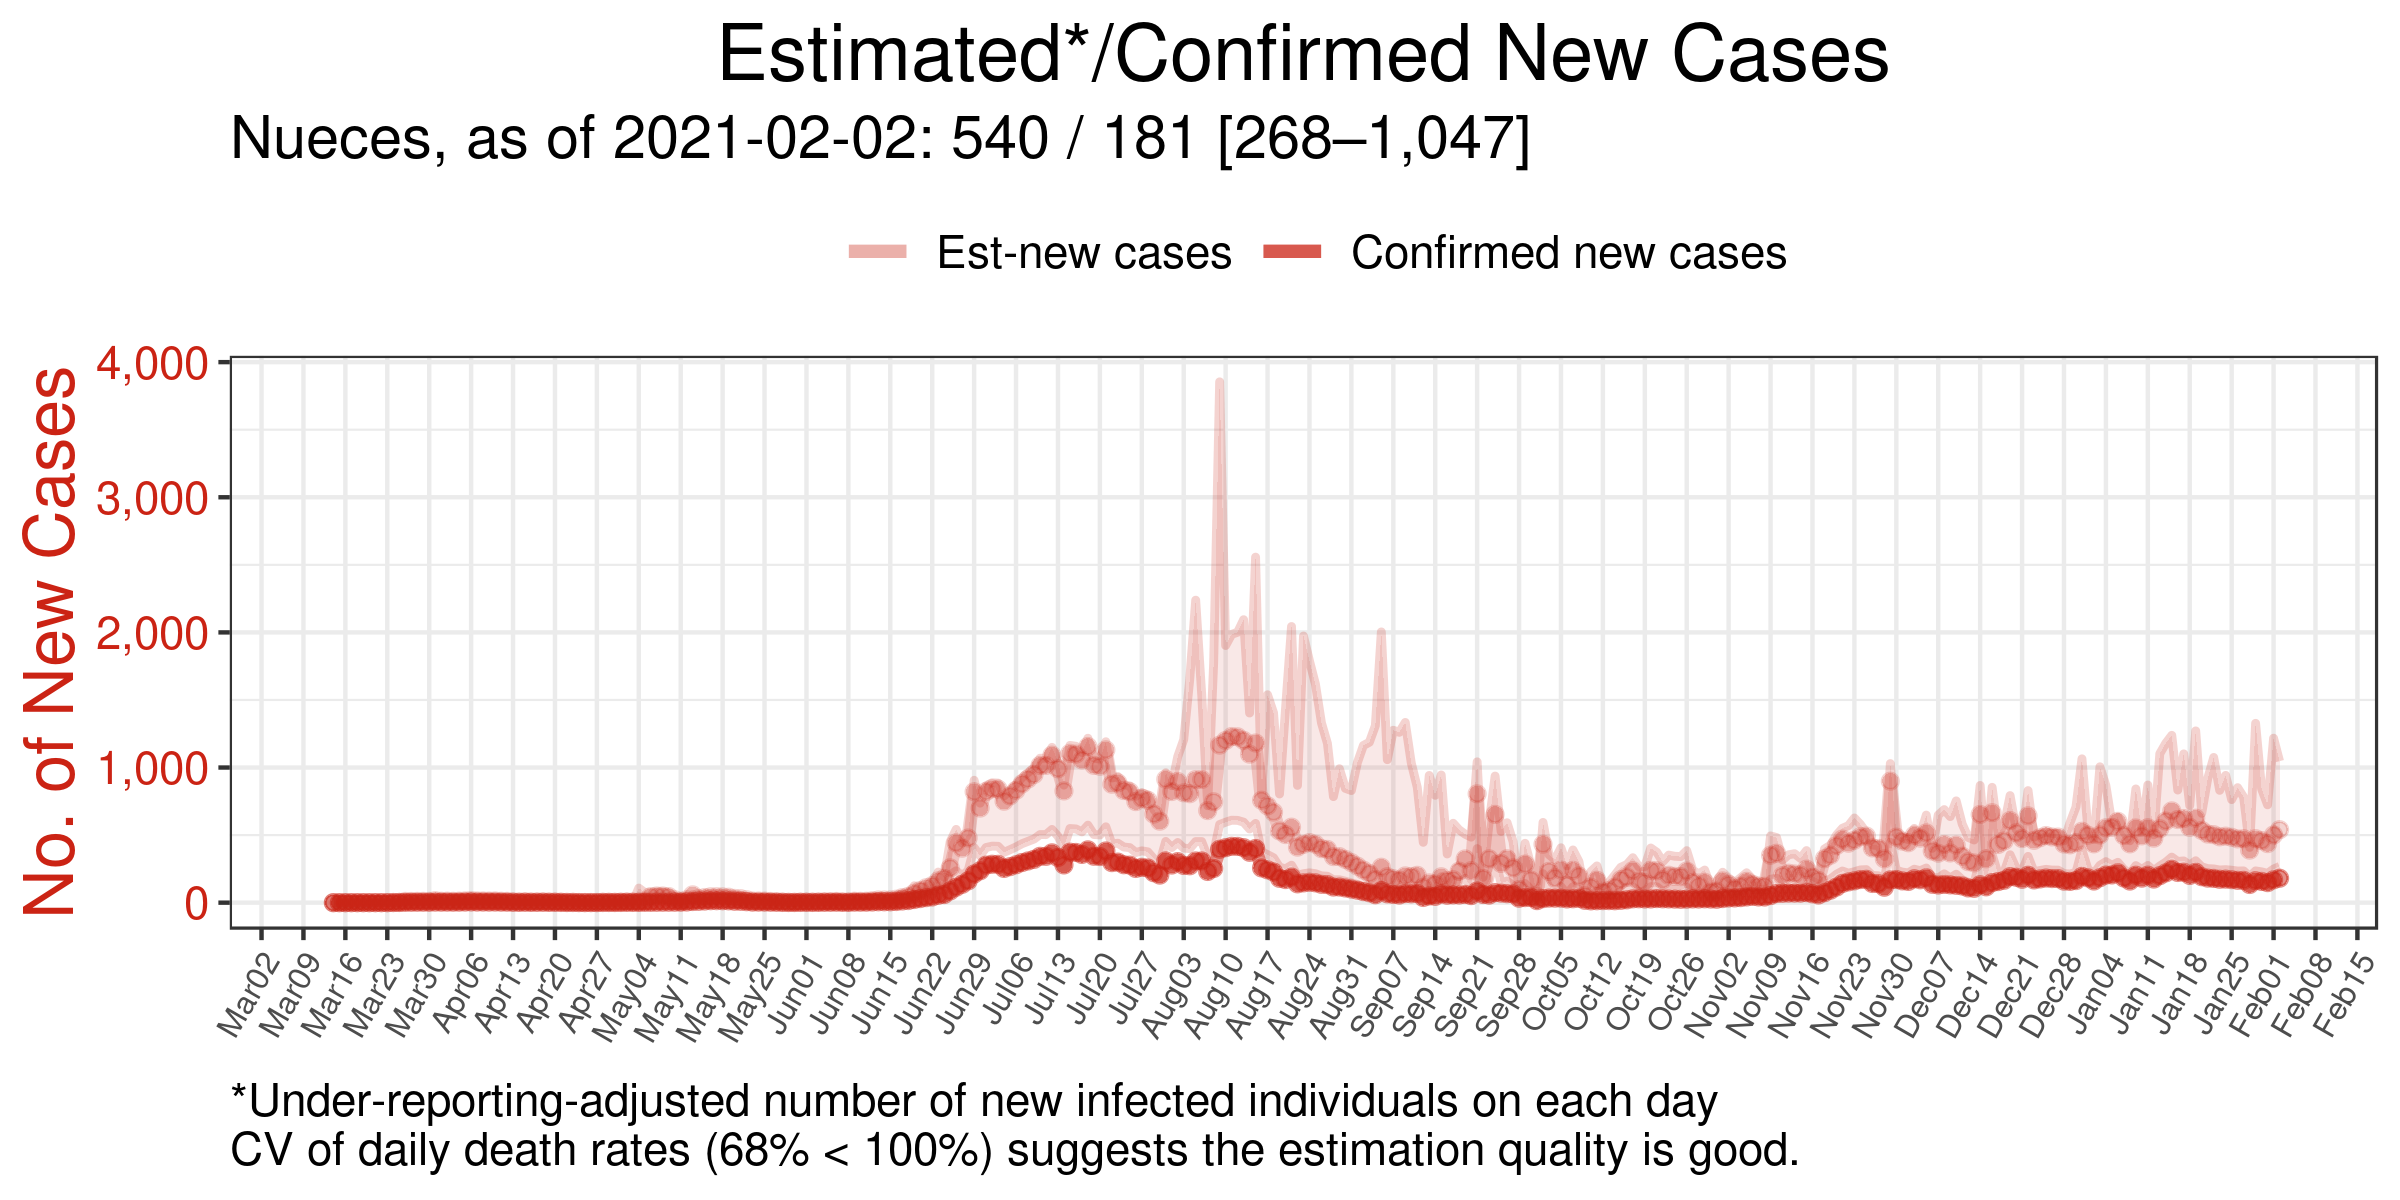 Estimated*/Confirmed New Cases
Nueces, as of 2021-02-02: 540 / 181 [268–1,047]
Est-new cases Confirmed new cases
No. of New Cases
4,000
3,000
2,000
1,000
0
Mar02 Mar09 Mar16 Mar23 Mar30 Apr06 Apr13 Apr20 Apr27 May04 May11 May18 May25 Jun01 Jun08 Jun15 Jun22 Jun29 Jul06 Jul13 Jul20 Jul27 Aug03 Aug10 Aug17 Aug24 Aug31 Sep07 Sep14 Sep21 Sep28 Oct05 Oct12 Oct19 Oct26 Nov02 Nov09 Nov16 Nov23 Nov30 Dec07 Dec14 Dec21 Dec28 Jan04 Jan11 Jan18 Jan25 Feb01 Feb08 Feb15
*Under-reporting-adjusted number of new infected individuals on each day
CV of daily death rates (68% < 100%) suggests the estimation quality is good.